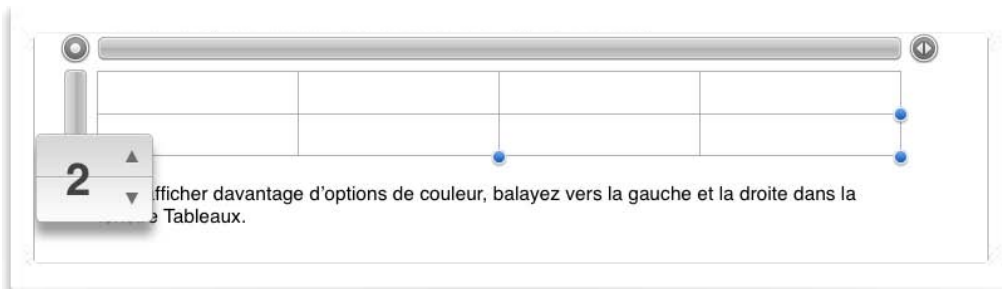 2
fficher davantage d'options de couleur, balayez vers la gauche et la droite dans la
Tableaux.